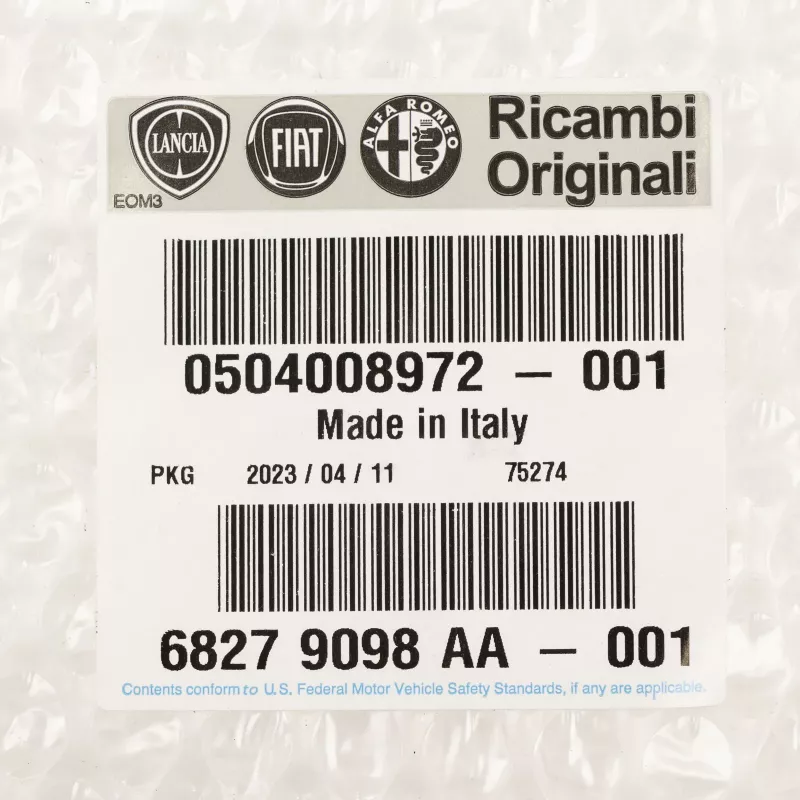 LANCIA
FIAT
ALFA ROMEO
Ricambi
Originali
EOM3
0504008972 – 001
Made in Italy
PKG 2023 / 04 / 11 75274
6827 9098 AA – 001
Contents conform to U.S. Federal Motor Vehicle Safety Standards, if any are applicable.